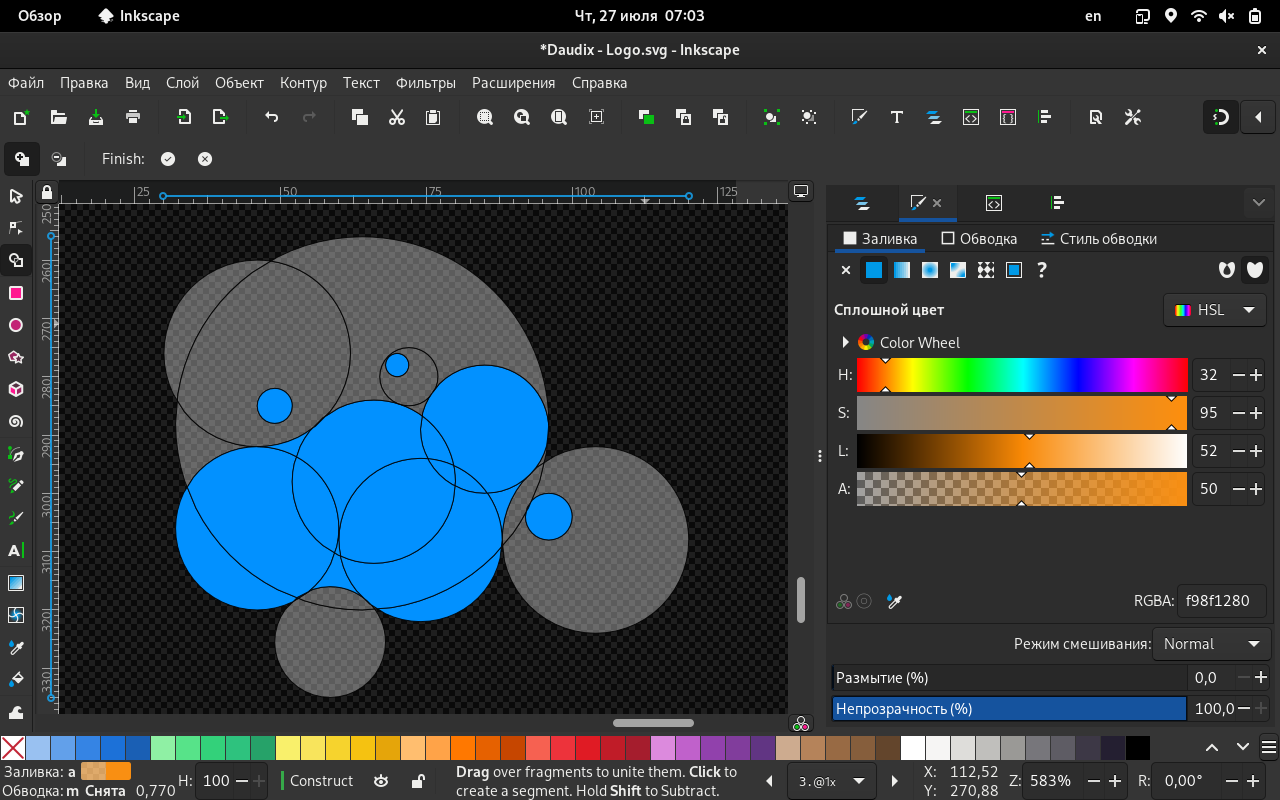 Обзор Inkscape Чт, 27 июля 07:03 en
*Daudix - Logo.svg - Inkscape
Файл Правка Вид Слой Объект Контур Текст Фильтры Расширения Справка
Finish:
25 50 75 100 125
250
260
270
280
290
300
310
320
330
Заливка Обводка Стиль обводки
?
Сплошной цвет HSL
Color Wheel
H: 32
S: 95
L: 52
A: 50
RGBA: f98f1280
Режим смешивания: Normal
Размытие (%) 0,0
Непрозрачность (%) 100,0
Заливка: а
Обводка: m Снята 0,770
H: 100
Construct
Drag over fragments to unite them. Click to
create a segment. Hold Shift to Subtract.
3. @1x
X: 112,52
Y: 270,88
Z: 583%
R: 0,00°